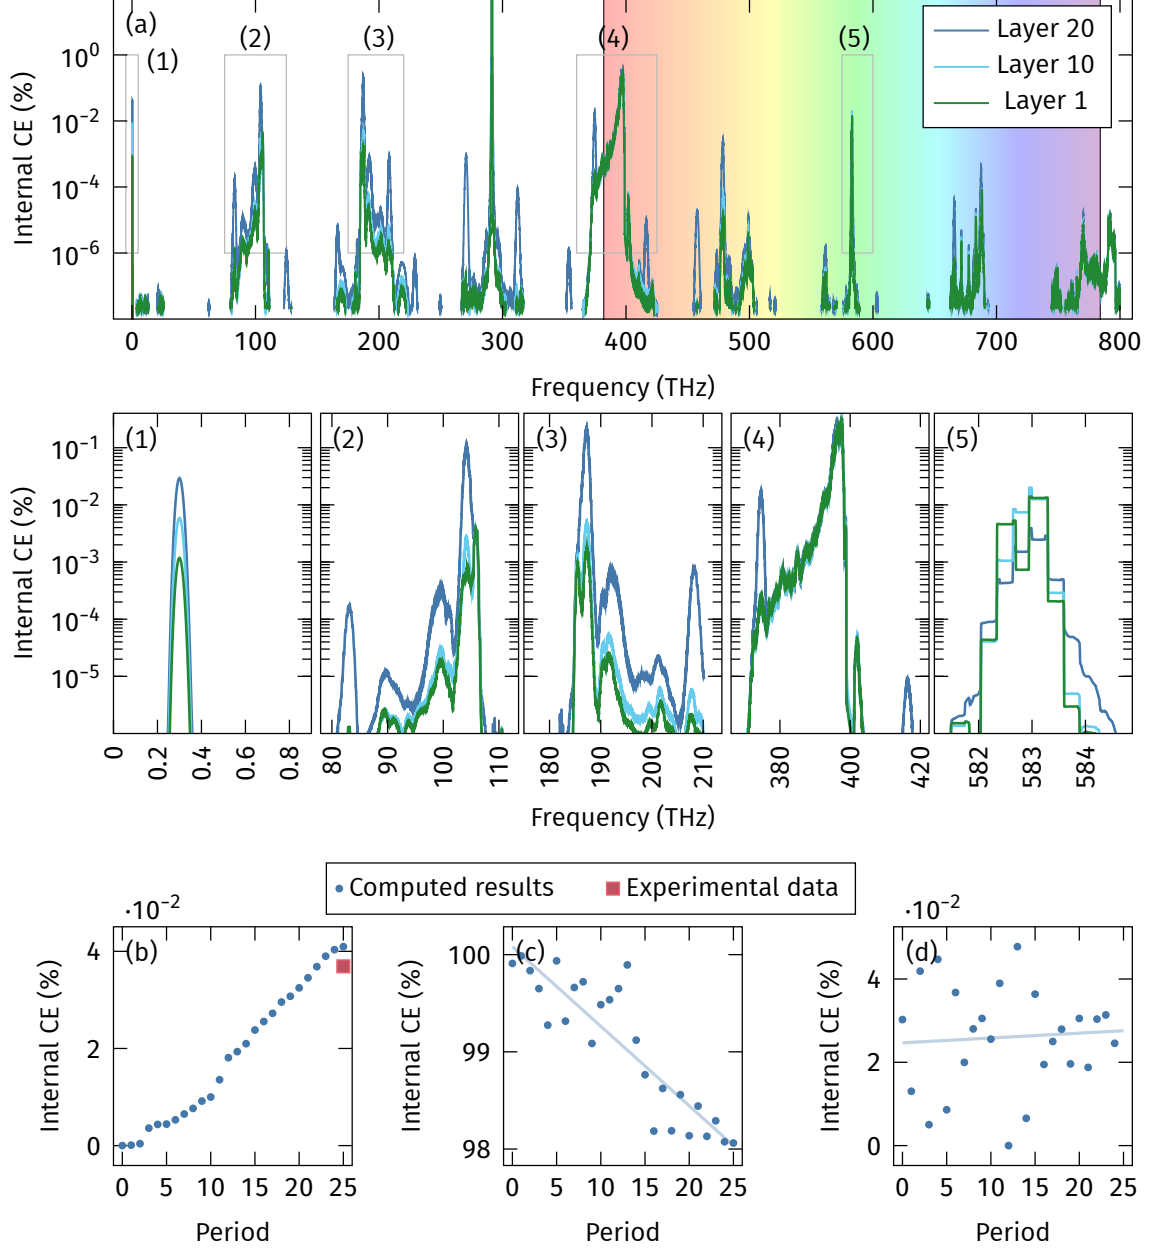 (a)
(1)
(2)
(3)
(4)
(5)
Layer 20
Layer 10
Layer 1
Internal CE (%)
10⁰
10⁻²
10⁻⁴
10⁻⁶
0 100 200 300 400 500 600 700 800
Frequency (THz)
(1) (2) (3) (4) (5)
Internal CE (%)
10⁻¹
10⁻²
10⁻³
10⁻⁴
10⁻⁵
0 0.2 0.4 0.6 0.8 80 90 100 110 180 190 200 210 380 400 420 582 583 584
Frequency (THz)
Computed results Experimental data
·10⁻²
(b)
Internal CE (%)
4
2
0
0 5 10 15 20 25
Period
(c)
Internal CE (%)
100
99
98
0 5 10 15 20 25
Period
·10⁻²
(d)
Internal CE (%)
4
2
0
0 5 10 15 20 25
Period